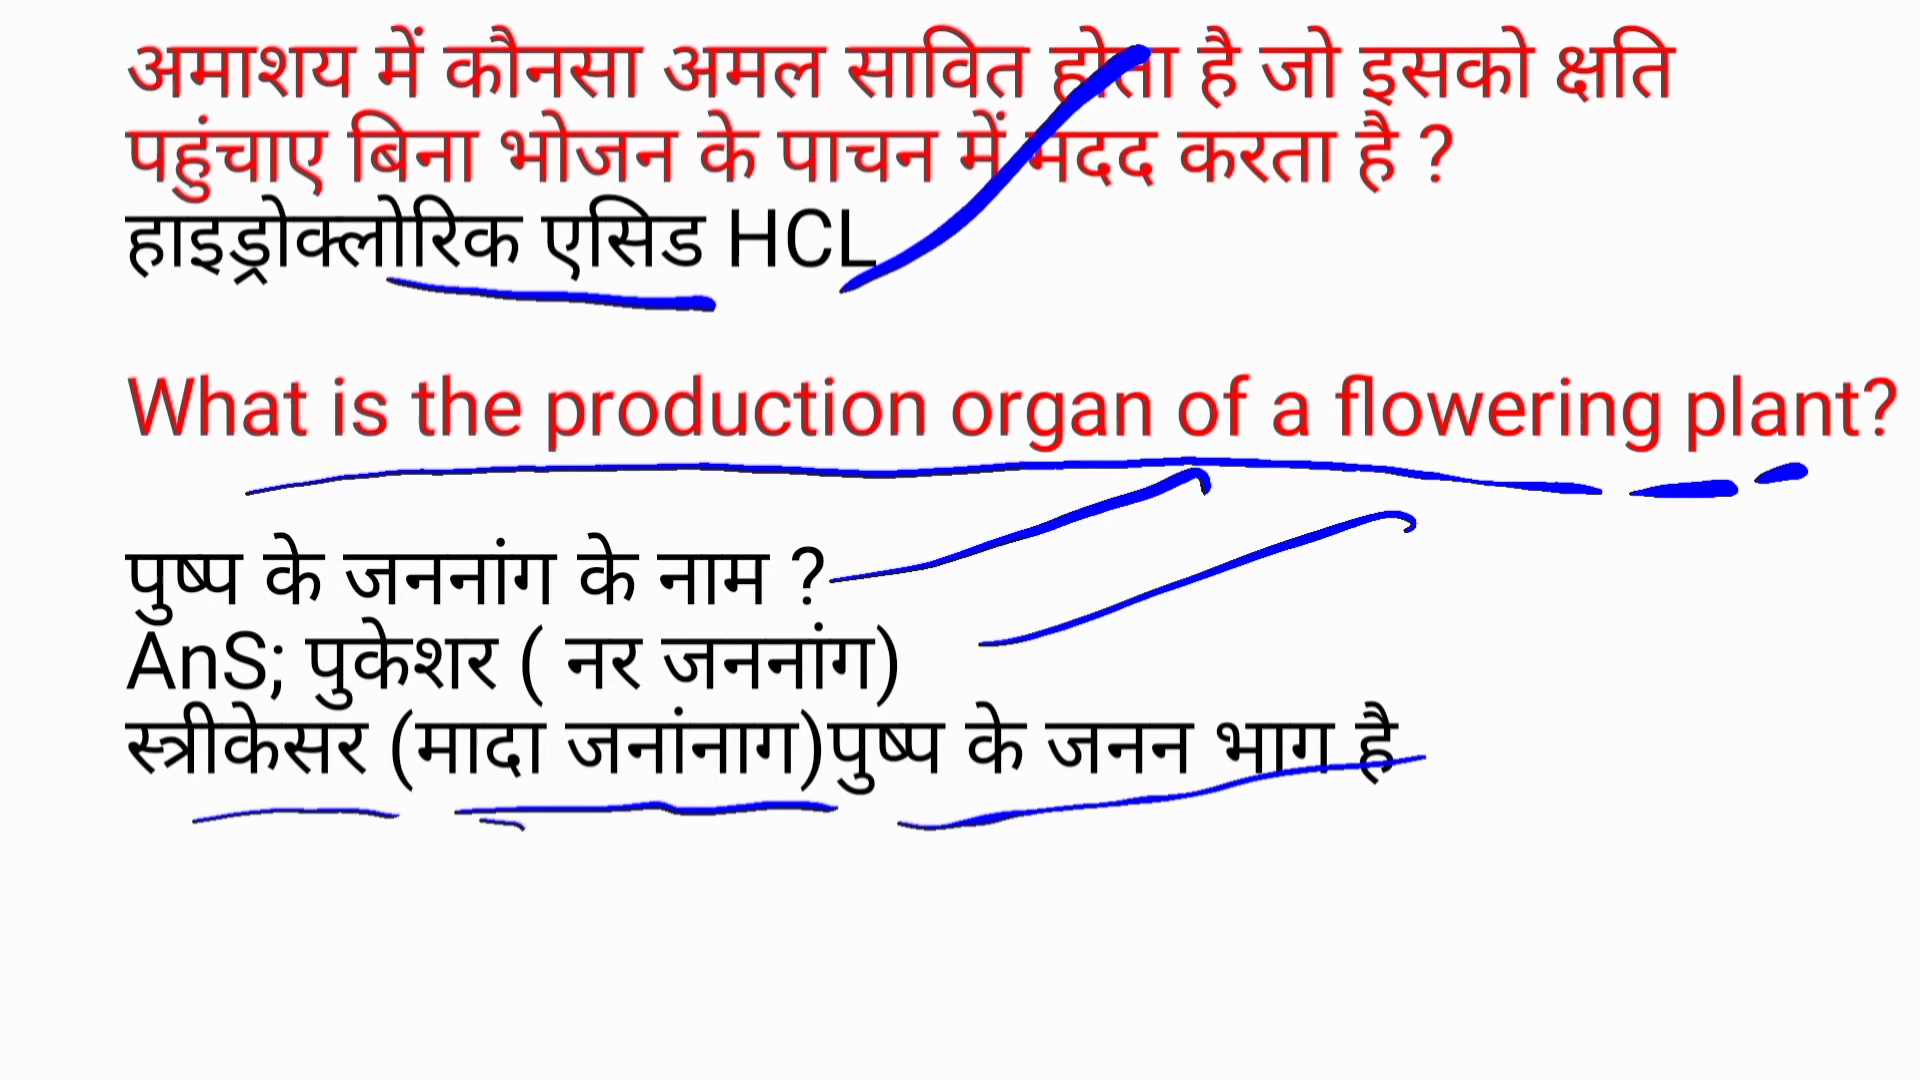 अमाशय में कौनसा अमल सावित होता है जो इसको क्षति
पहुंचाए बिना भोजन के पाचन में मदद करता है ?
हाइड्रोक्लोरिक एसिड HCL
What is the production organ of a flowering plant?
पुष्प के जननांग के नाम ?
AnS; पुकेशर ( नर जननांग)
स्त्रीकेसर (मादा जनांनाग)पुष्प के जनन भाग है